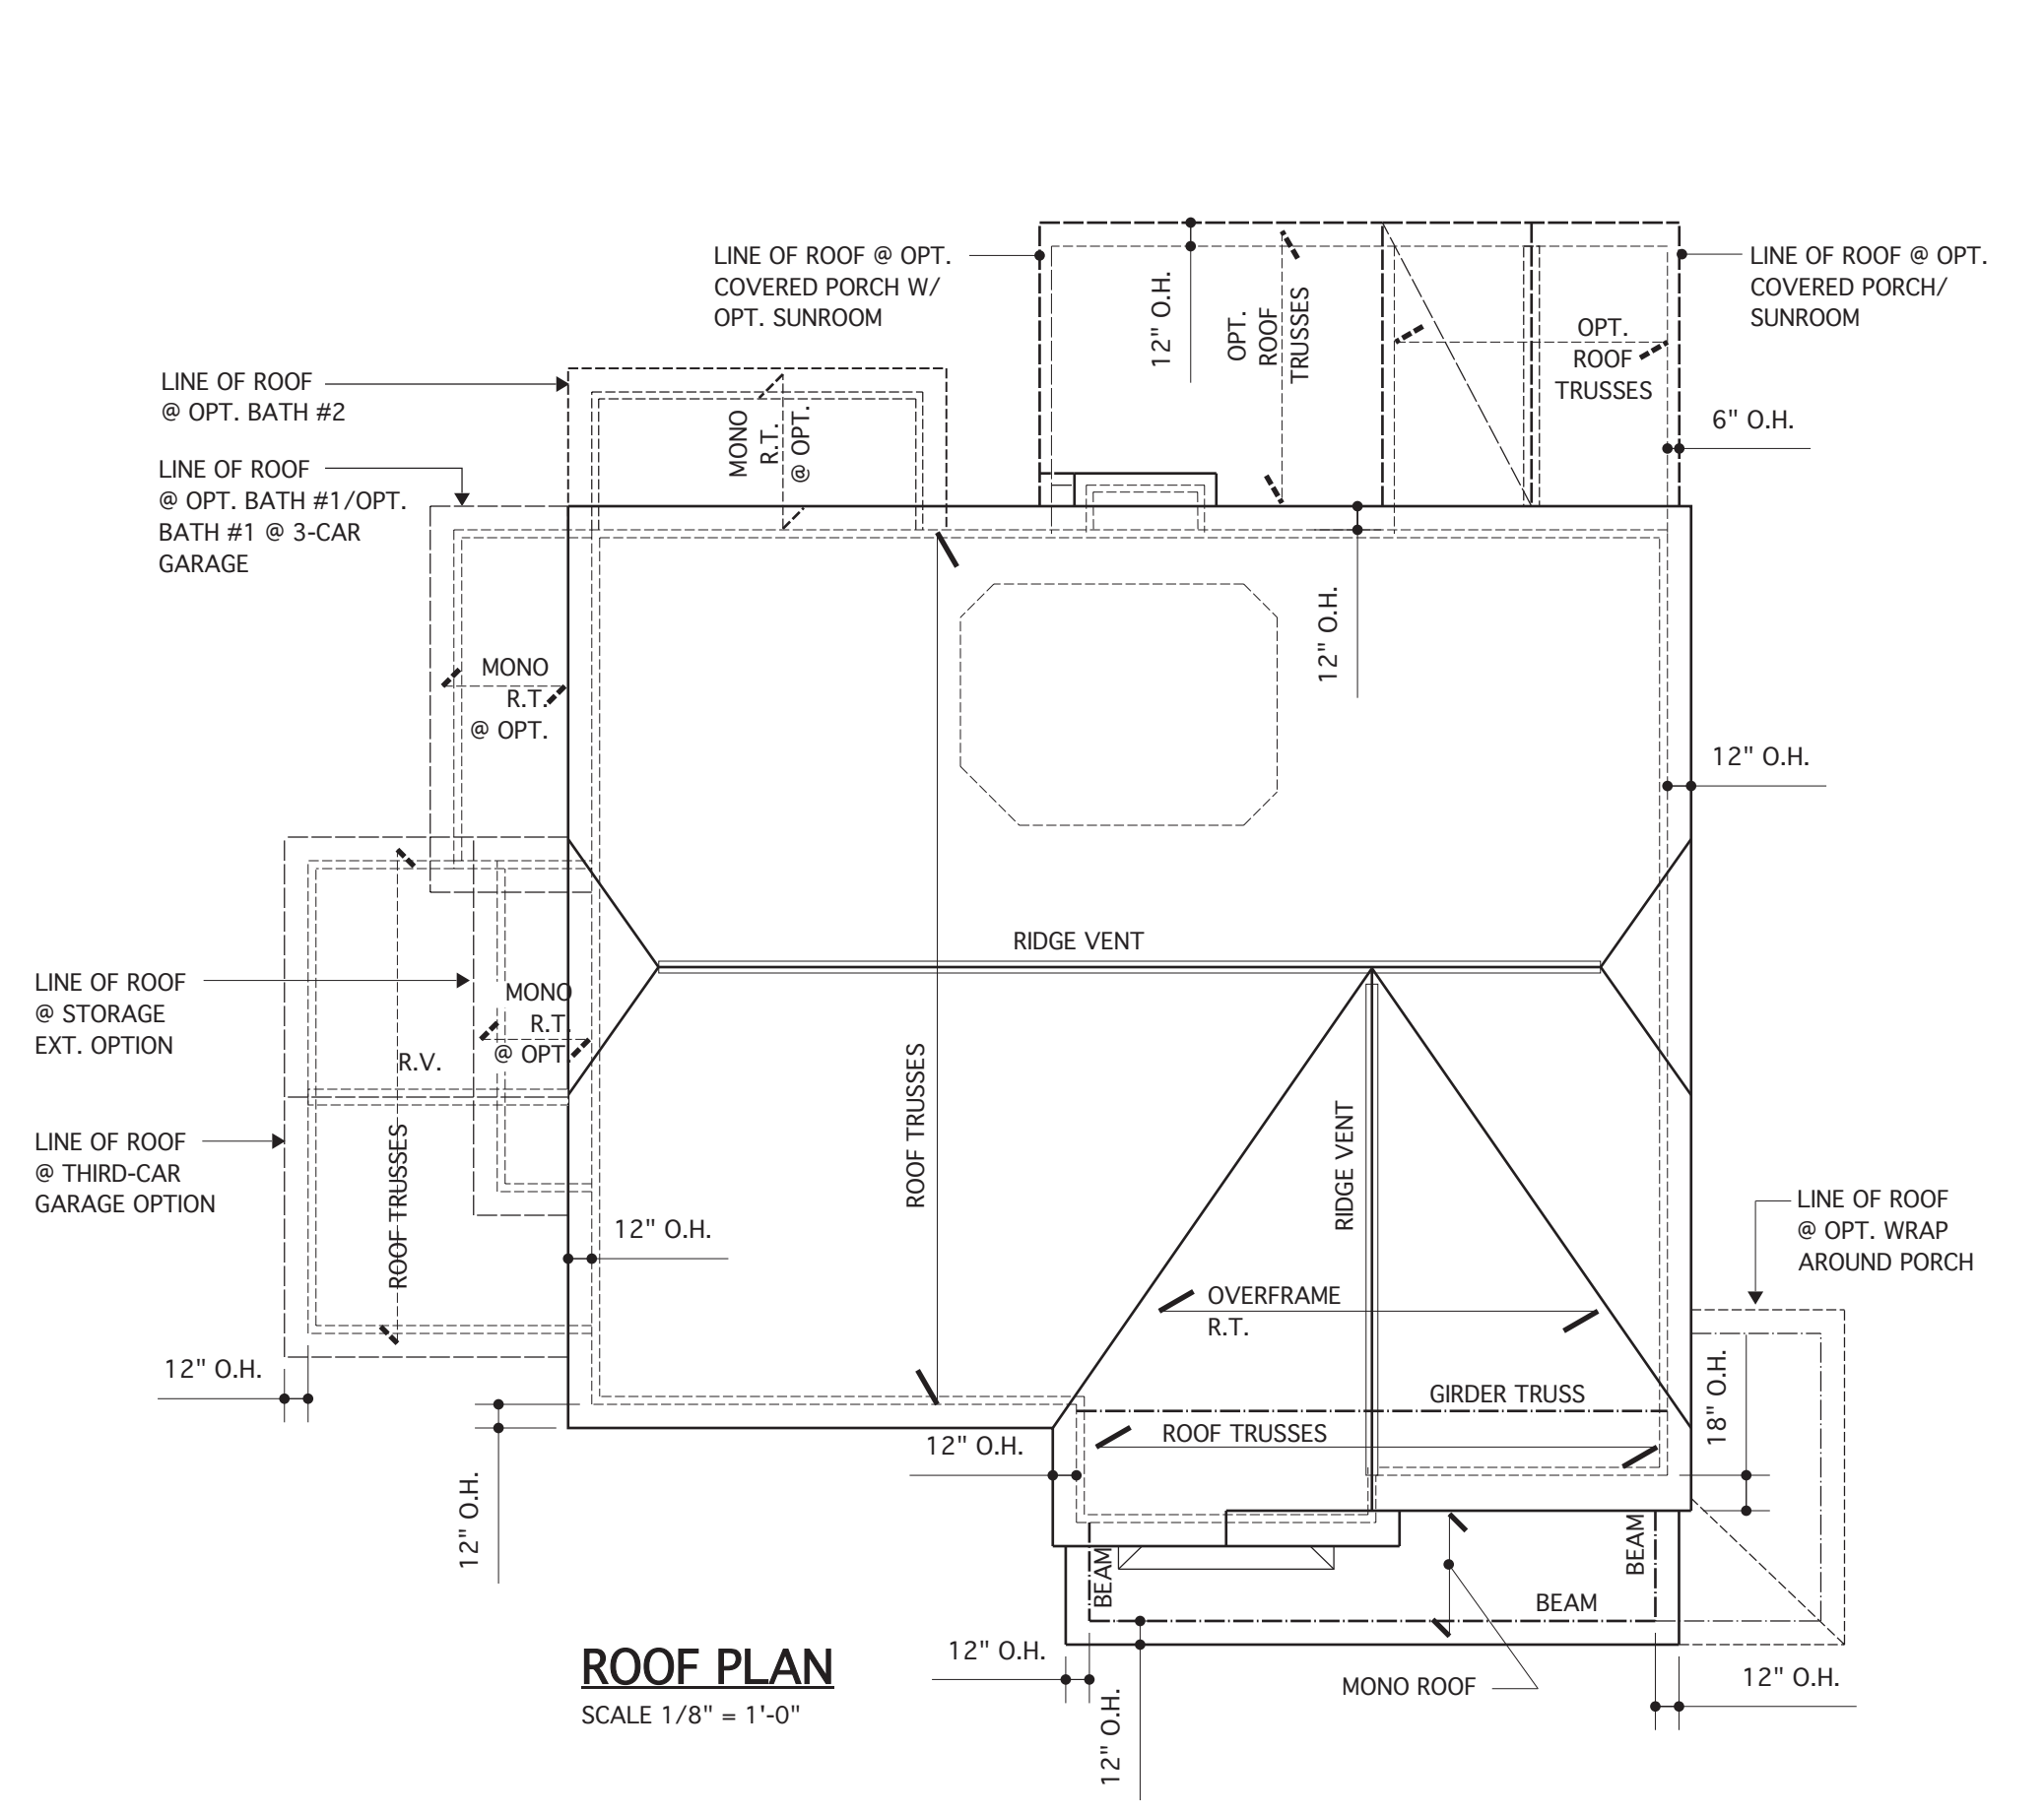 LINE OF ROOF @ OPT.
COVERED PORCH W/
OPT. SUNROOM
12" O.H.
OPT.
ROOF
TRUSSES
OPT.
ROOF
TRUSSES
LINE OF ROOF @ OPT.
COVERED PORCH/
SUNROOM
6" O.H.
LINE OF ROOF
@ OPT. BATH #2
LINE OF ROOF
@ OPT. BATH #1/OPT.
BATH #1 @ 3-CAR
GARAGE
MONO
R.T.
@ OPT.
MONO
R.T.
@ OPT.
12" O.H.
12" O.H.
RIDGE VENT
LINE OF ROOF
@ STORAGE
EXT. OPTION
MONO
R.T.
@ OPT.
R.V.
LINE OF ROOF
@ THIRD-CAR
GARAGE OPTION
ROOF TRUSSES
ROOF TRUSSES
RIDGE VENT
12" O.H.
LINE OF ROOF
@ OPT. WRAP
AROUND PORCH
OVERFRAME
R.T.
12" O.H.
GIRDER TRUSS
18" O.H.
ROOF TRUSSES
12" O.H.
12" O.H.
BEAM
BEAM
BEAM
12" O.H.
12" O.H.
MONO ROOF
12" O.H.
ROOF PLAN
SCALE 1/8" = 1'-0"